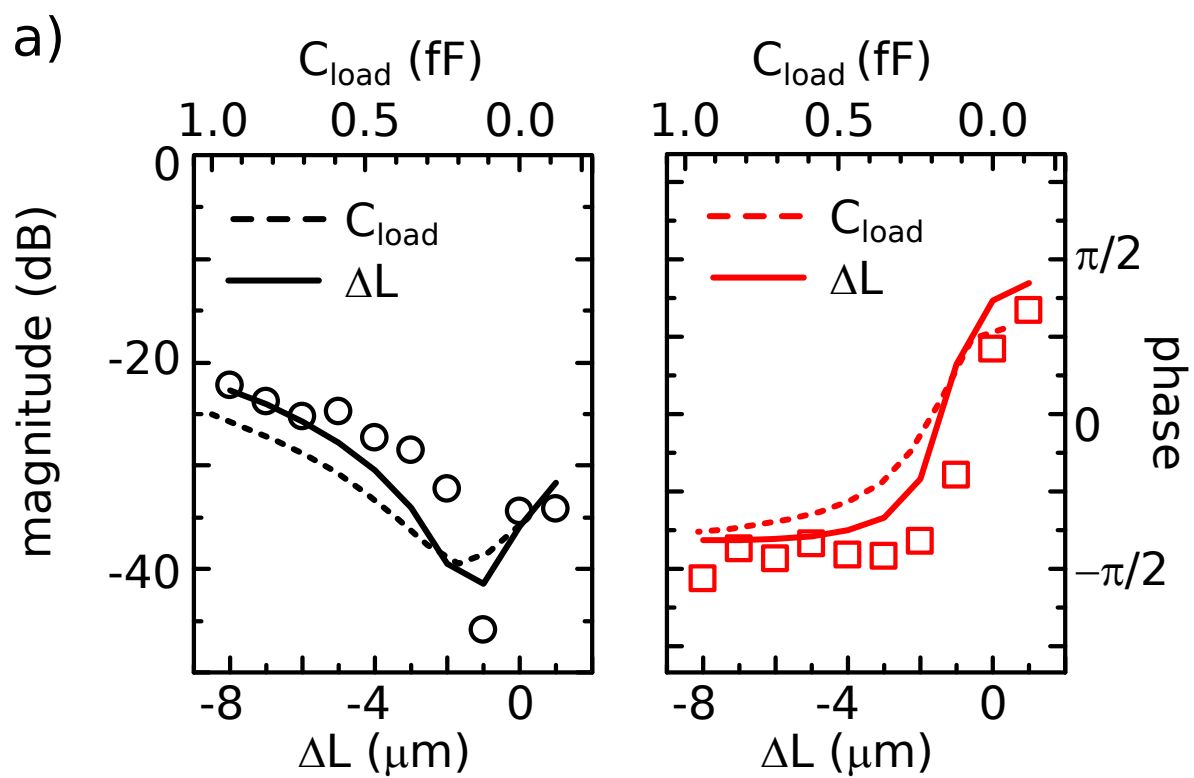 a)
C_load (fF)
1.0 0.5 0.0
0
-20
-40
magnitude (dB)
C_load
ΔL
-8 -4 0
ΔL (μm)
C_load (fF)
1.0 0.5 0.0
C_load
ΔL
π/2
0
−π/2
phase
-8 -4 0
ΔL (μm)